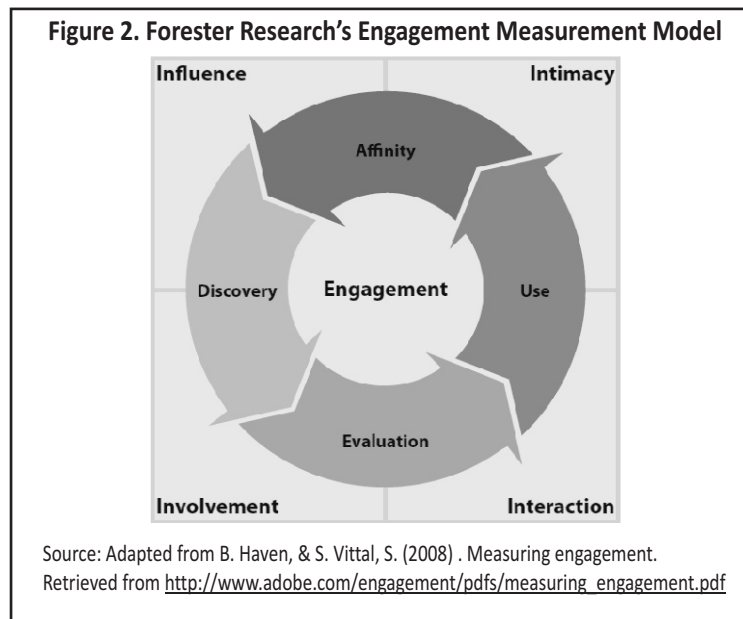 Figure 2. Forester Research's Engagement Measurement Model
Influence
Intimacy
Affinity
Discovery
Engagement
Use
Evaluation
Involvement
Interaction
Source: Adapted from B. Haven, & S. Vittal, S. (2008) . Measuring engagement.
Retrieved from http://www.adobe.com/engagement/pdfs/measuring_engagement.pdf